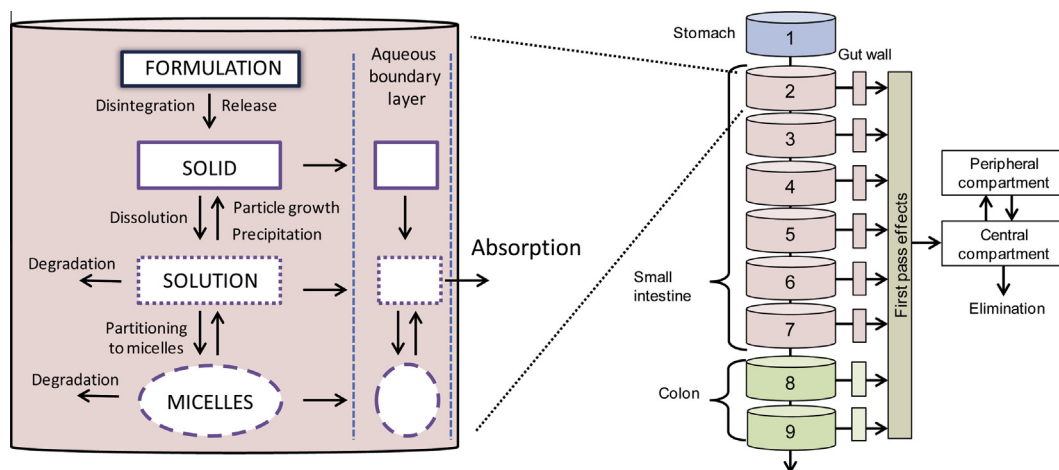 FORMULATION
Disintegration
Release
SOLID
Dissolution
Particle growth
Precipitation
Degradation
SOLUTION
Partitioning
to micelles
Degradation
MICELLES
Aqueous
boundary
layer
Absorption
Stomach
1
Gut wall
2
3
4
5
6
7
Small
intestine
8
9
Colon
First pass effects
Peripheral
compartment
Central
compartment
Elimination